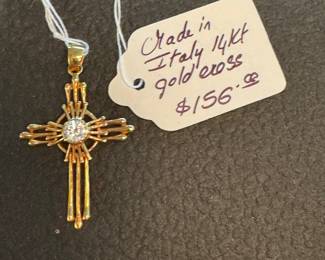 Made in
Italy 14kt
gold cross
$156.00